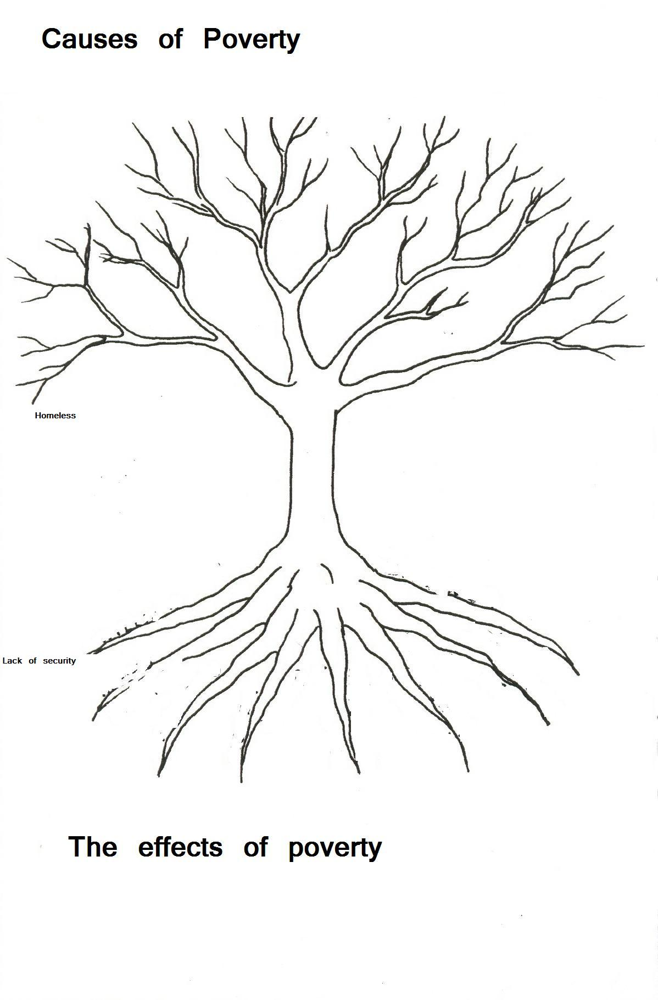 Causes of Poverty
Homeless
Lack of security
The effects of poverty